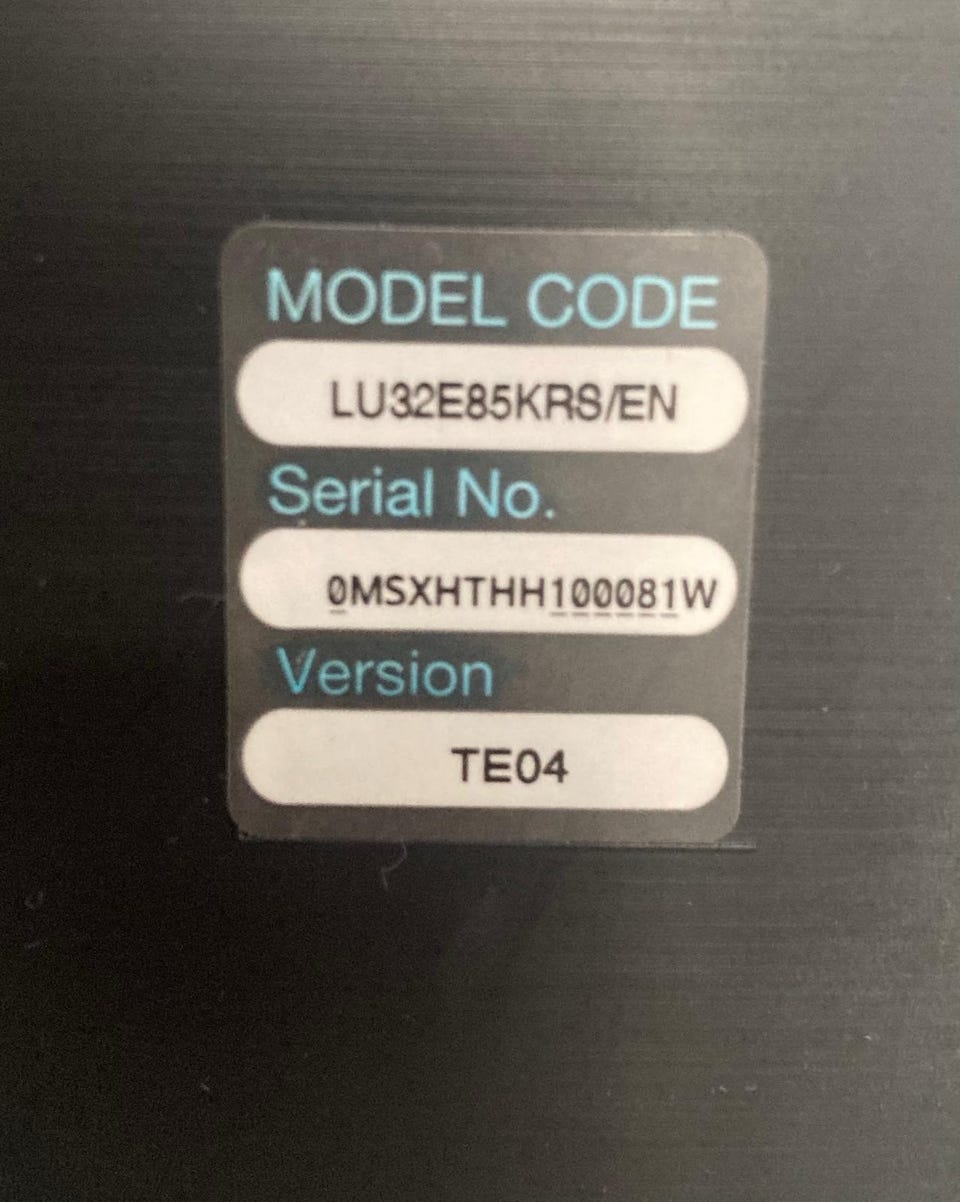 MODEL CODE
LU32E85KRS/EN
Serial No.
0MSXHTHH100081W
Version
TE04